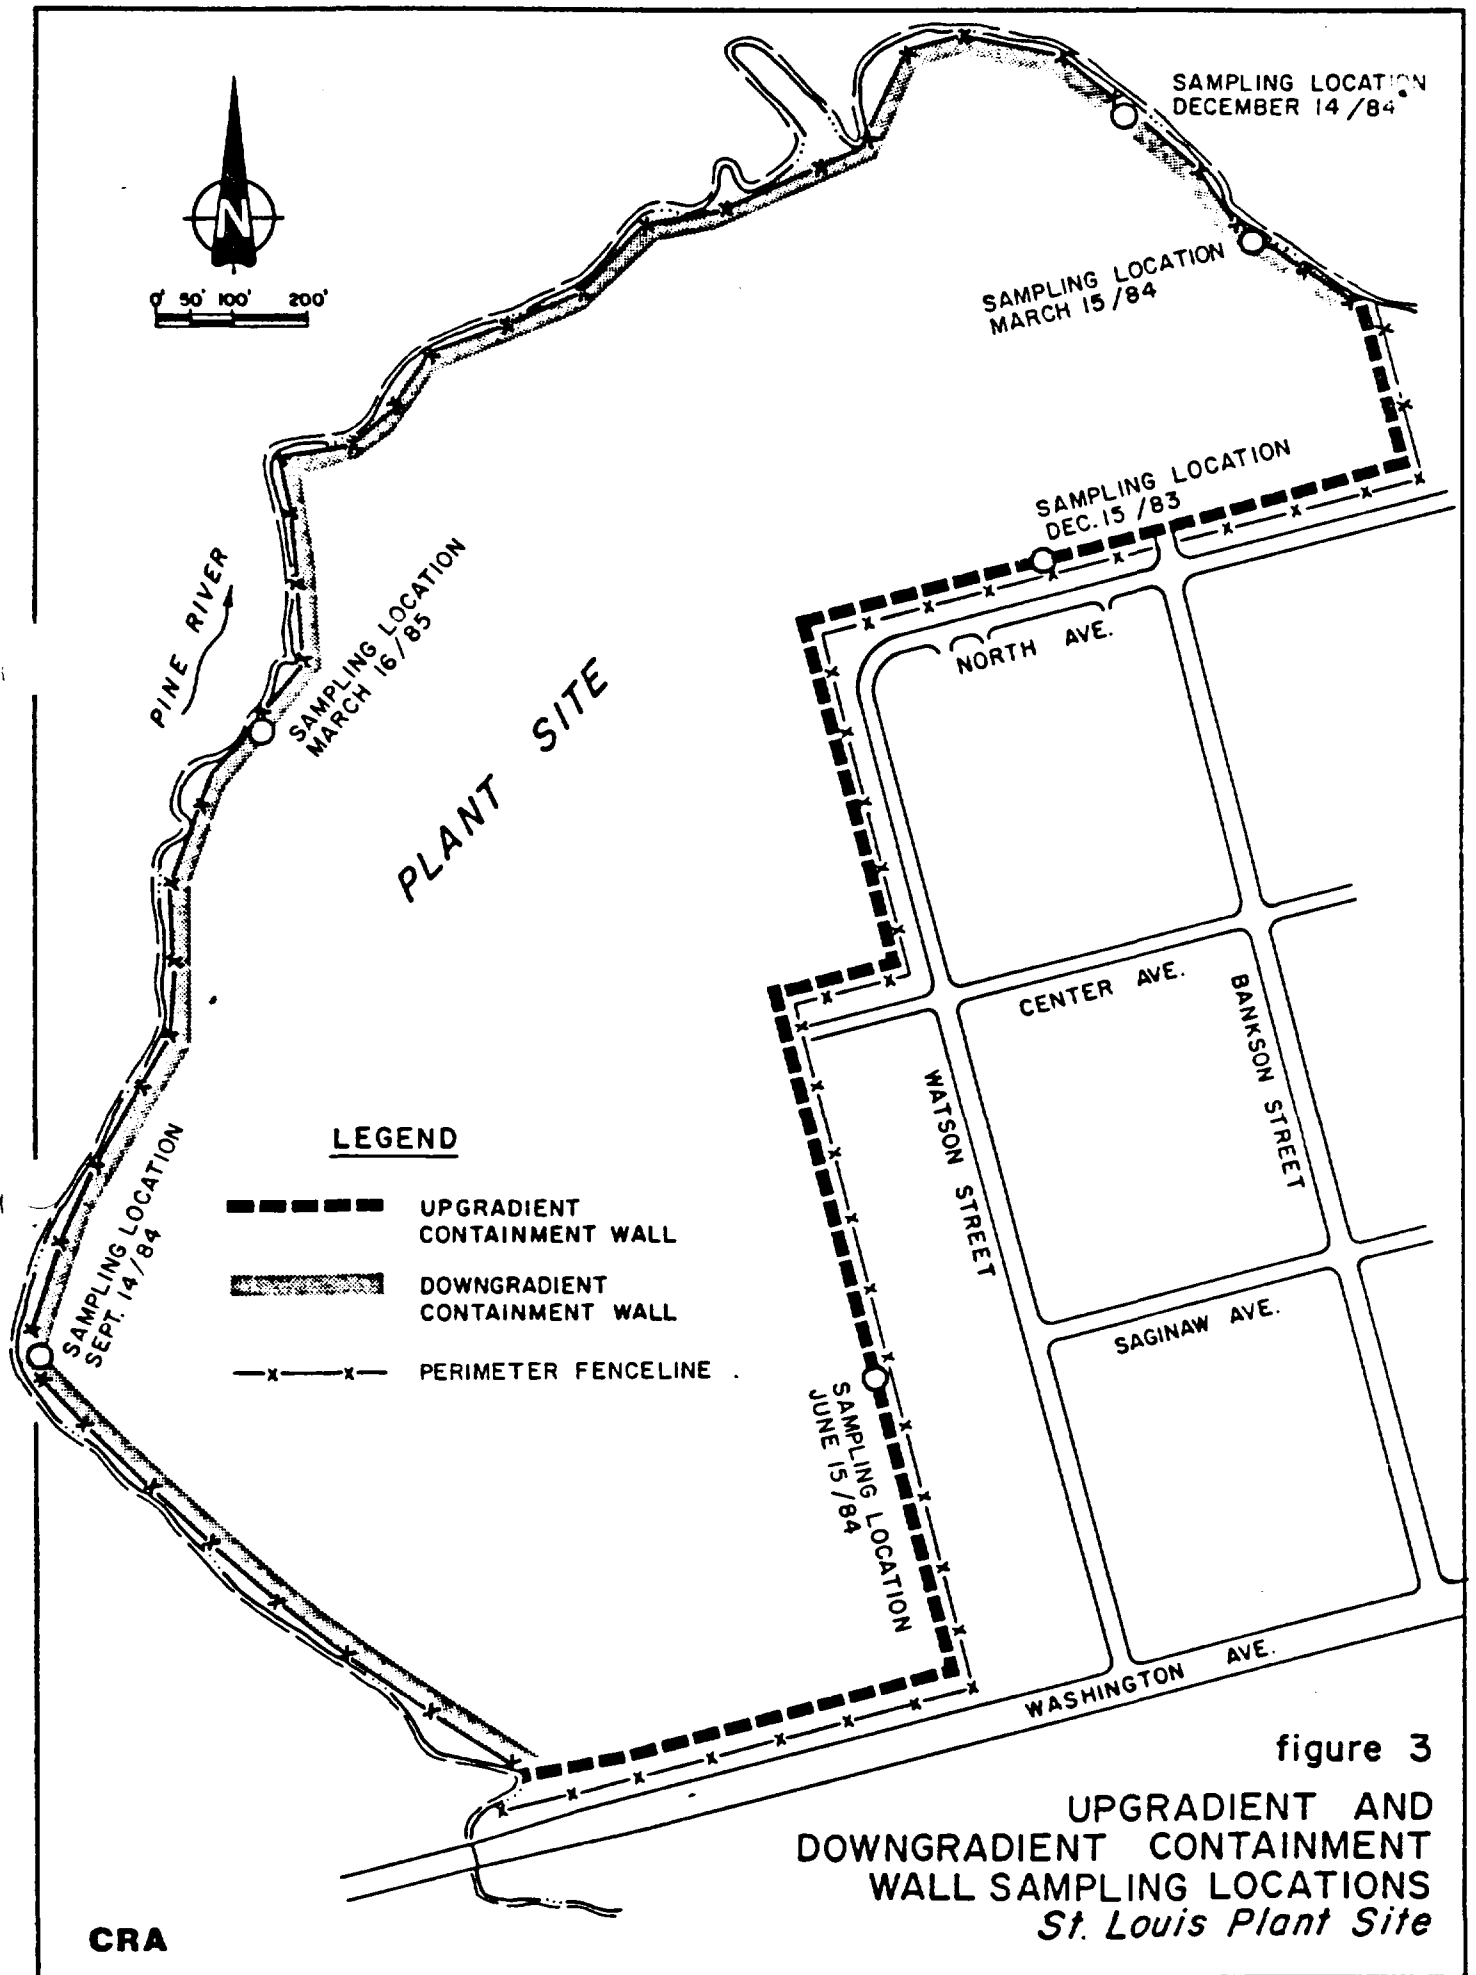 SAMPLING LOCATION
DECEMBER 14/84
N
0' 50' 100' 200'
SAMPLING LOCATION
MARCH 15/84
SAMPLING LOCATION
DEC. 15/83
PINE RIVER
SAMPLING LOCATION
MARCH 16/85
NORTH AVE.
PLANT SITE
CENTER AVE.
BANKSON STREET
WATSON STREET
SAMPLING LOCATION
SEPT. 14/84
LEGEND
UPGRADIENT
CONTAINMENT WALL
DOWNGRADIENT
CONTAINMENT WALL
PERIMETER FENCELINE
SAGINAW AVE.
SAMPLING LOCATION
JUNE 15/84
WASHINGTON AVE.
figure 3
UPGRADIENT AND
DOWNGRADIENT CONTAINMENT
WALL SAMPLING LOCATIONS
St. Louis Plant Site
CRA